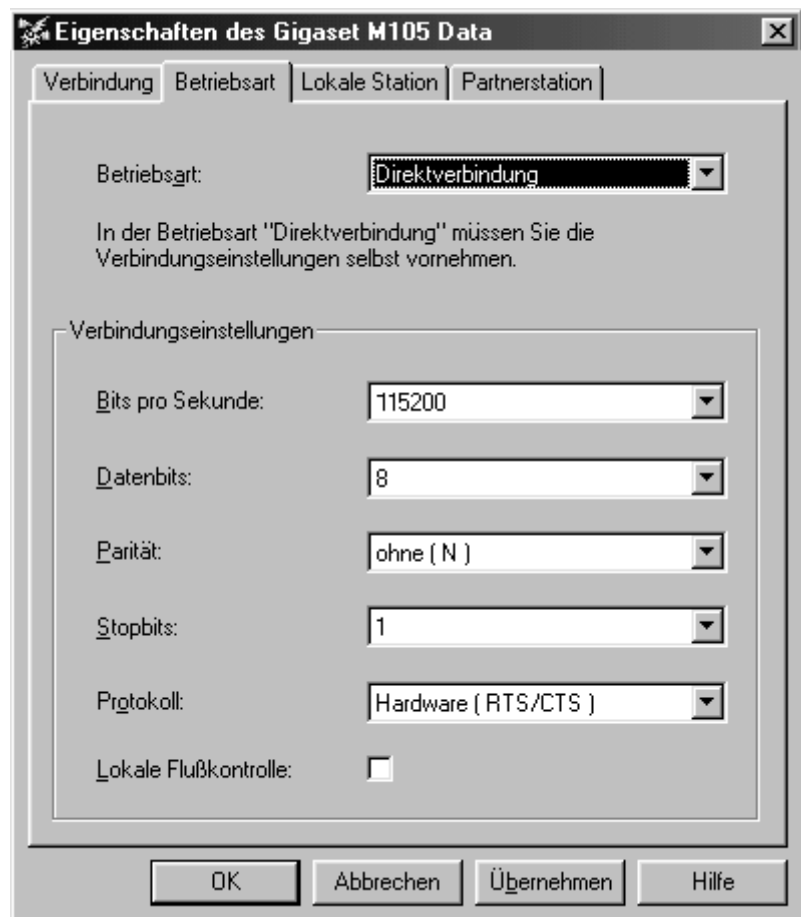 Eigenschaften des Gigaset M105 Data
Verbindung Betriebsart Lokale Station Partnerstation
Betriebsart: Direktverbindung
In der Betriebsart "Direktverbindung" müssen Sie die
Verbindungseinstellungen selbst vornehmen.
Verbindungseinstellungen
Bits pro Sekunde: 115200
Datenbits: 8
Parität: ohne ( N )
Stopbits: 1
Protokoll: Hardware ( RTS/CTS )
Lokale Flußkontrolle:
OK Abbrechen Übernehmen Hilfe